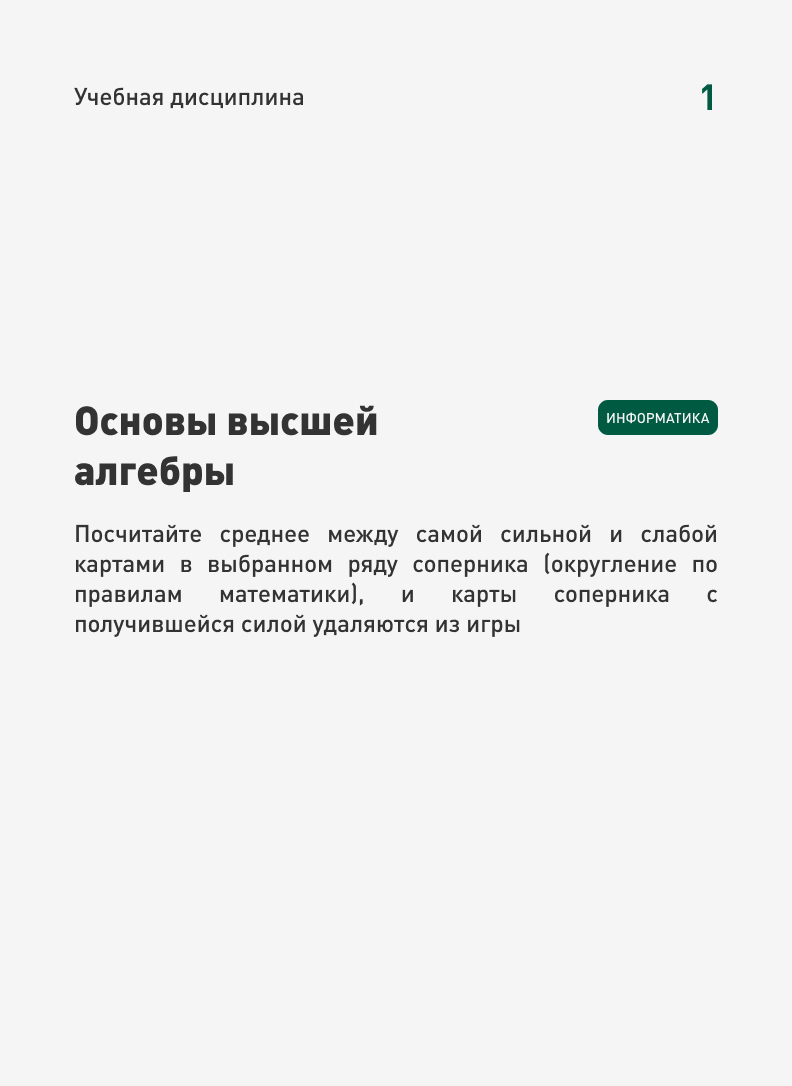 Учебная дисциплина
1
Основы высшей
алгебры
ИНФОРМАТИКА
Посчитайте среднее между самой сильной и слабой
картами в выбранном ряду соперника (округление по
правилам математики), и карты соперника с
получившейся силой удаляются из игры